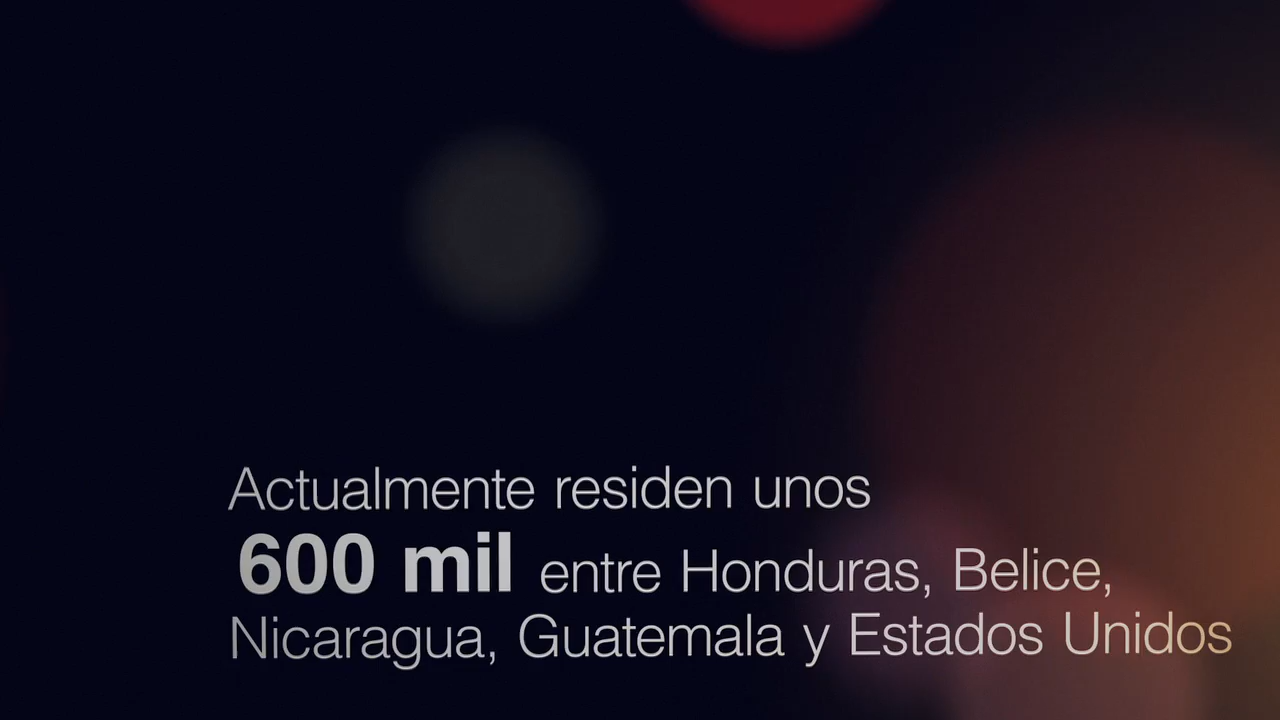 Actualmente residen unos
600 mil entre Honduras, Belice,
Nicaragua, Guatemala y Estados Unidos